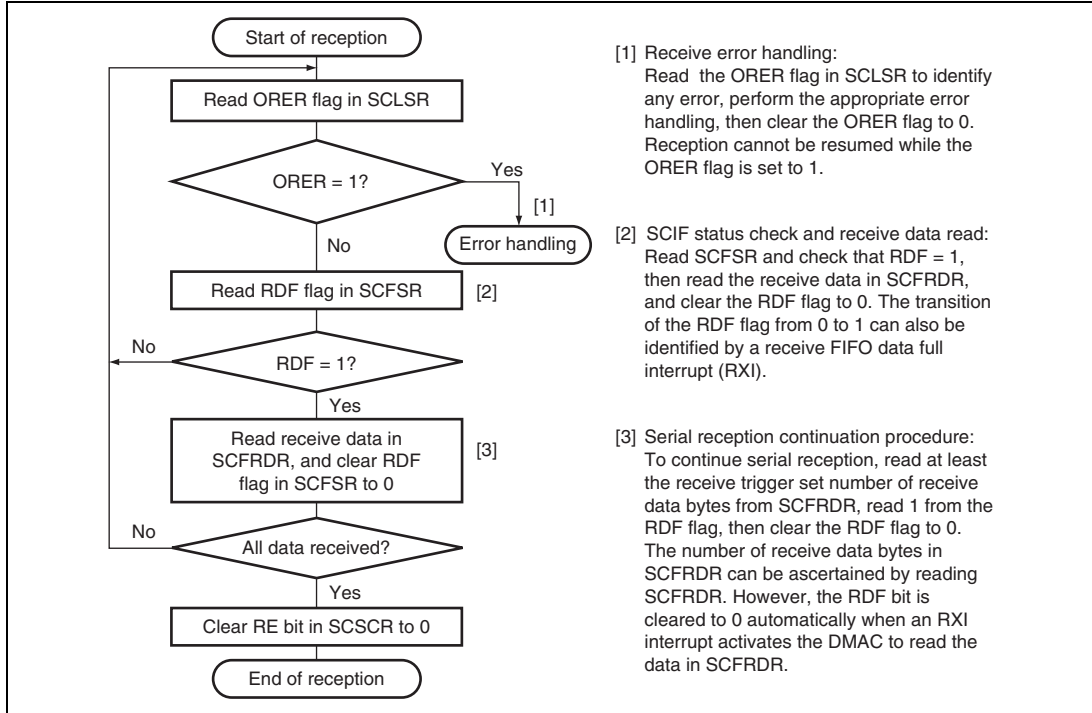 Start of reception
Read ORER flag in SCLSR
ORER = 1?
Yes
[1]
Error handling
No
Read RDF flag in SCFSR
[2]
No
RDF = 1?
Yes
Read receive data in
SCFRDR, and clear RDF
flag in SCFSR to 0
[3]
No
All data received?
Yes
Clear RE bit in SCSCR to 0
End of reception
[1] Receive error handling:
Read the ORER flag in SCLSR to identify
any error, perform the appropriate error
handling, then clear the ORER flag to 0.
Reception cannot be resumed while the
ORER flag is set to 1.
[2] SCIF status check and receive data read:
Read SCFSR and check that RDF = 1,
then read the receive data in SCFRDR,
and clear the RDF flag to 0. The transition
of the RDF flag from 0 to 1 can also be
identified by a receive FIFO data full
interrupt (RXI).
[3] Serial reception continuation procedure:
To continue serial reception, read at least
the receive trigger set number of receive
data bytes from SCFRDR, read 1 from the
RDF flag, then clear the RDF flag to 0.
The number of receive data bytes in
SCFRDR can be ascertained by reading
SCFRDR. However, the RDF bit is
cleared to 0 automatically when an RXI
interrupt activates the DMAC to read the
data in SCFRDR.